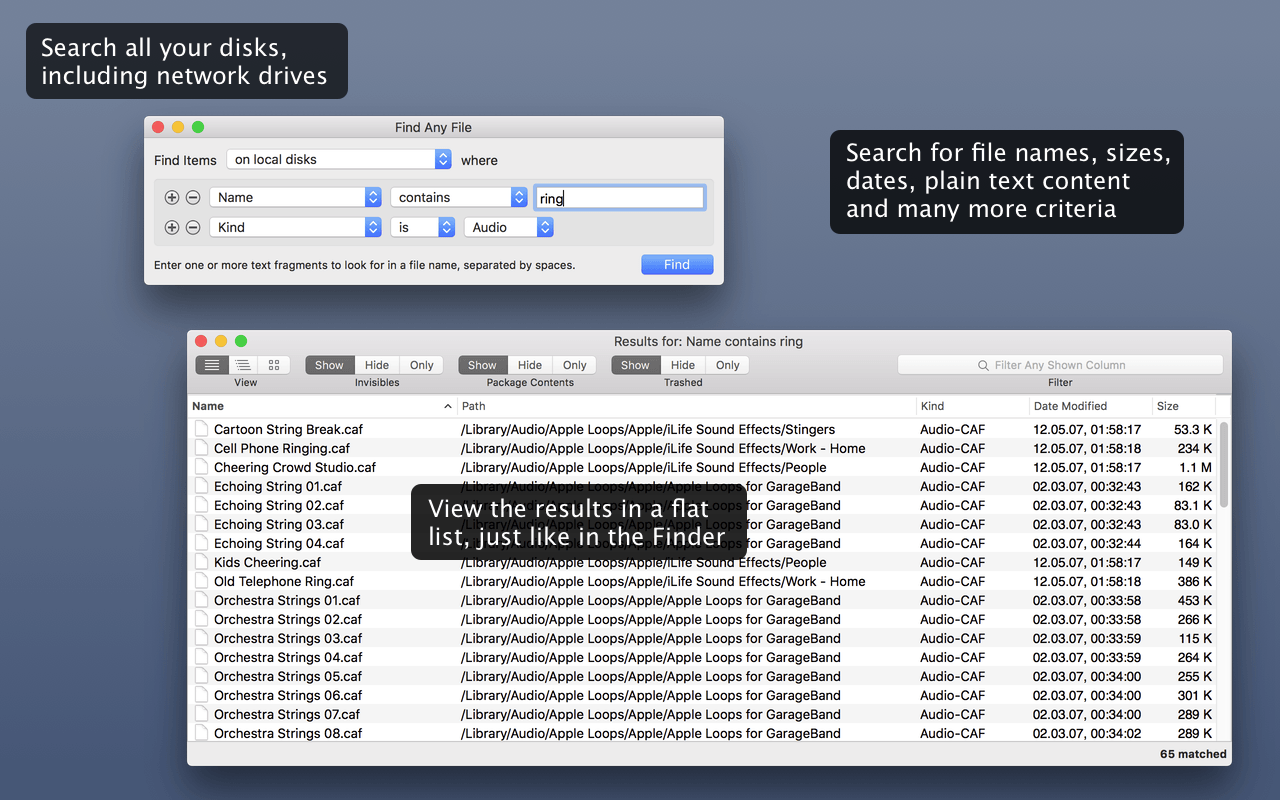 Search all your disks,
including network drives
Find Any File
Find Items on local disks where
Name contains ring
Kind is Audio
Enter one or more text fragments to look for in a file name, separated by spaces. Find
Search for file names, sizes,
dates, plain text content
and many more criteria
Results for: Name contains ring
Show Hide Only Show Hide Only Show Hide Only Filter Any Shown Column
View Invisibles Package Contents Trashed Filter
Name Path Kind Date Modified Size
Cartoon String Break.caf /Library/Audio/Apple Loops/Apple/iLife Sound Effects/Stingers Audio-CAF 12.05.07, 01:58:17 53.3 K
Cell Phone Ringing.caf /Library/Audio/Apple Loops/Apple/iLife Sound Effects/Work - Home Audio-CAF 12.05.07, 01:58:18 234 K
Cheering Crowd Studio.caf /Library/Audio/Apple Loops/Apple/iLife Sound Effects/People Audio-CAF 12.05.07, 01:58:17 1.1 M
Echoing String 01.caf /Library/Audio/Apple Loops/Apple/Apple Loops for GarageBand Audio-CAF 02.03.07, 00:32:43 162 K
Echoing String 02.caf /Library/Audio/Apple Loops/Apple/Apple Loops for GarageBand Audio-CAF 02.03.07, 00:32:43 83.1 K
Echoing String 03.caf /Library/Audio/Apple Loops/Apple/Apple Loops for GarageBand Audio-CAF 02.03.07, 00:32:43 83.0 K
Echoing String 04.caf /Library/Audio/Apple Loops/Apple/Apple Loops for GarageBand Audio-CAF 02.03.07, 00:32:44 164 K
Kids Cheering.caf /Library/Audio/Apple Loops/Apple/iLife Sound Effects/People Audio-CAF 12.05.07, 01:58:17 149 K
Old Telephone Ring.caf /Library/Audio/Apple Loops/Apple/iLife Sound Effects/Work - Home Audio-CAF 12.05.07, 01:58:18 386 K
Orchestra Strings 01.caf /Library/Audio/Apple Loops/Apple/Apple Loops for GarageBand Audio-CAF 02.03.07, 00:33:58 453 K
Orchestra Strings 02.caf /Library/Audio/Apple Loops/Apple/Apple Loops for GarageBand Audio-CAF 02.03.07, 00:33:58 266 K
Orchestra Strings 03.caf /Library/Audio/Apple Loops/Apple/Apple Loops for GarageBand Audio-CAF 02.03.07, 00:33:59 115 K
Orchestra Strings 04.caf /Library/Audio/Apple Loops/Apple/Apple Loops for GarageBand Audio-CAF 02.03.07, 00:33:59 264 K
Orchestra Strings 05.caf /Library/Audio/Apple Loops/Apple/Apple Loops for GarageBand Audio-CAF 02.03.07, 00:34:00 255 K
Orchestra Strings 06.caf /Library/Audio/Apple Loops/Apple/Apple Loops for GarageBand Audio-CAF 02.03.07, 00:34:00 301 K
Orchestra Strings 07.caf /Library/Audio/Apple Loops/Apple/Apple Loops for GarageBand Audio-CAF 02.03.07, 00:34:00 289 K
Orchestra Strings 08.caf /Library/Audio/Apple Loops/Apple/Apple Loops for GarageBand Audio-CAF 02.03.07, 00:34:02 289 K
View the results in a flat
list, just like in the Finder
65 matched